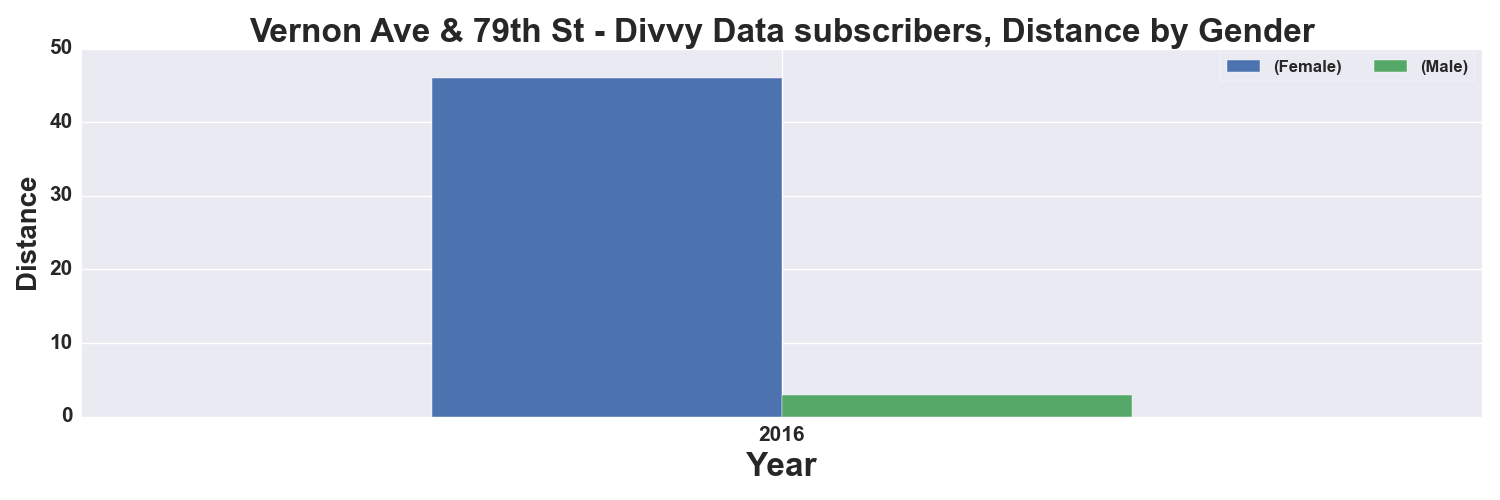 Vernon Ave & 79th St - Divvy Data subscribers, Distance by Gender
50
40
30
20
10
0
Distance
(Female) (Male)
2016
Year